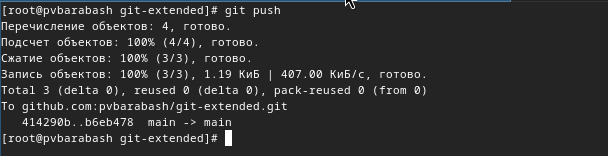 [root@pvbarabash git-extended]# git push
Перечисление объектов: 4, готово.
Подсчет объектов: 100% (4/4), готово.
Сжатие объектов: 100% (3/3), готово.
Запись объектов: 100% (3/3), 1.19 КиБ | 407.00 КиБ/с, готово.
Total 3 (delta 0), reused 0 (delta 0), pack-reused 0 (from 0)
To github.com:pvbarabash/git-extended.git
   414290b..b6eb478  main -> main
[root@pvbarabash git-extended]#